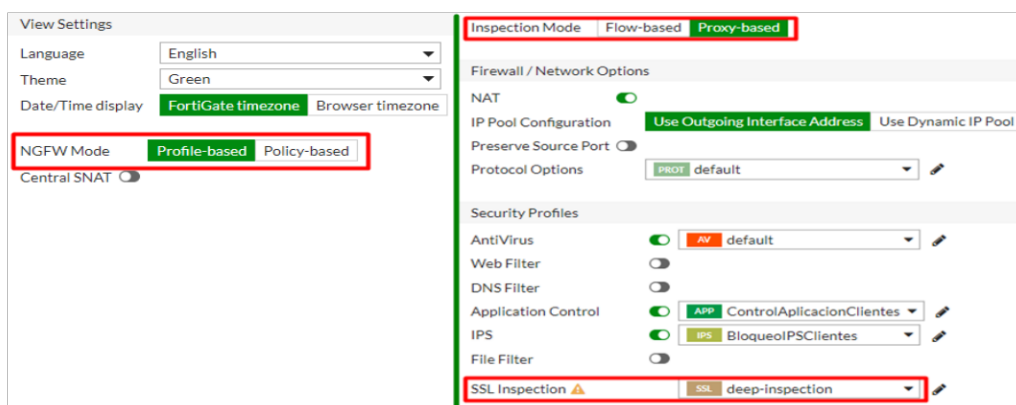 View Settings
Language English
Theme Green
Date/Time display FortiGate timezone Browser timezone
NGFW Mode Profile-based Policy-based
Central SNAT
Inspection Mode Flow-based Proxy-based
Firewall / Network Options
NAT
IP Pool Configuration Use Outgoing Interface Address Use Dynamic IP Pool
Preserve Source Port
Protocol Options PROT default
Security Profiles
AntiVirus AV default
Web Filter
DNS Filter
Application Control APP ControlAplicacionClientes
IPS IPS BloqueoIPSClientes
File Filter
SSL Inspection SSL deep-inspection